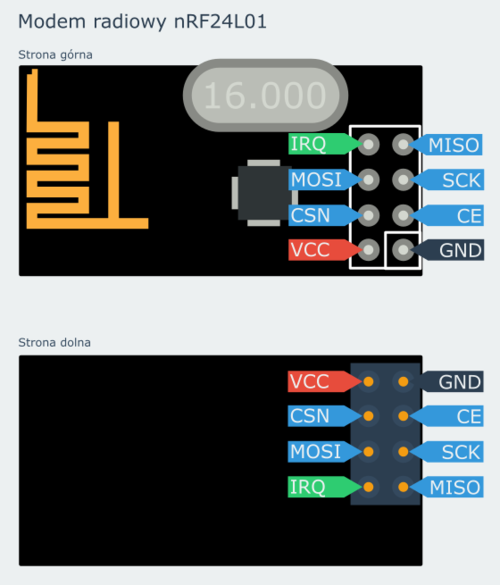 Modem radiowy nRF24L01
Strona górna
16.000
IRQ MISO
MOSI SCK
CSN CE
VCC GND
Strona dolna
VCC GND
CSN CE
MOSI SCK
IRQ MISO